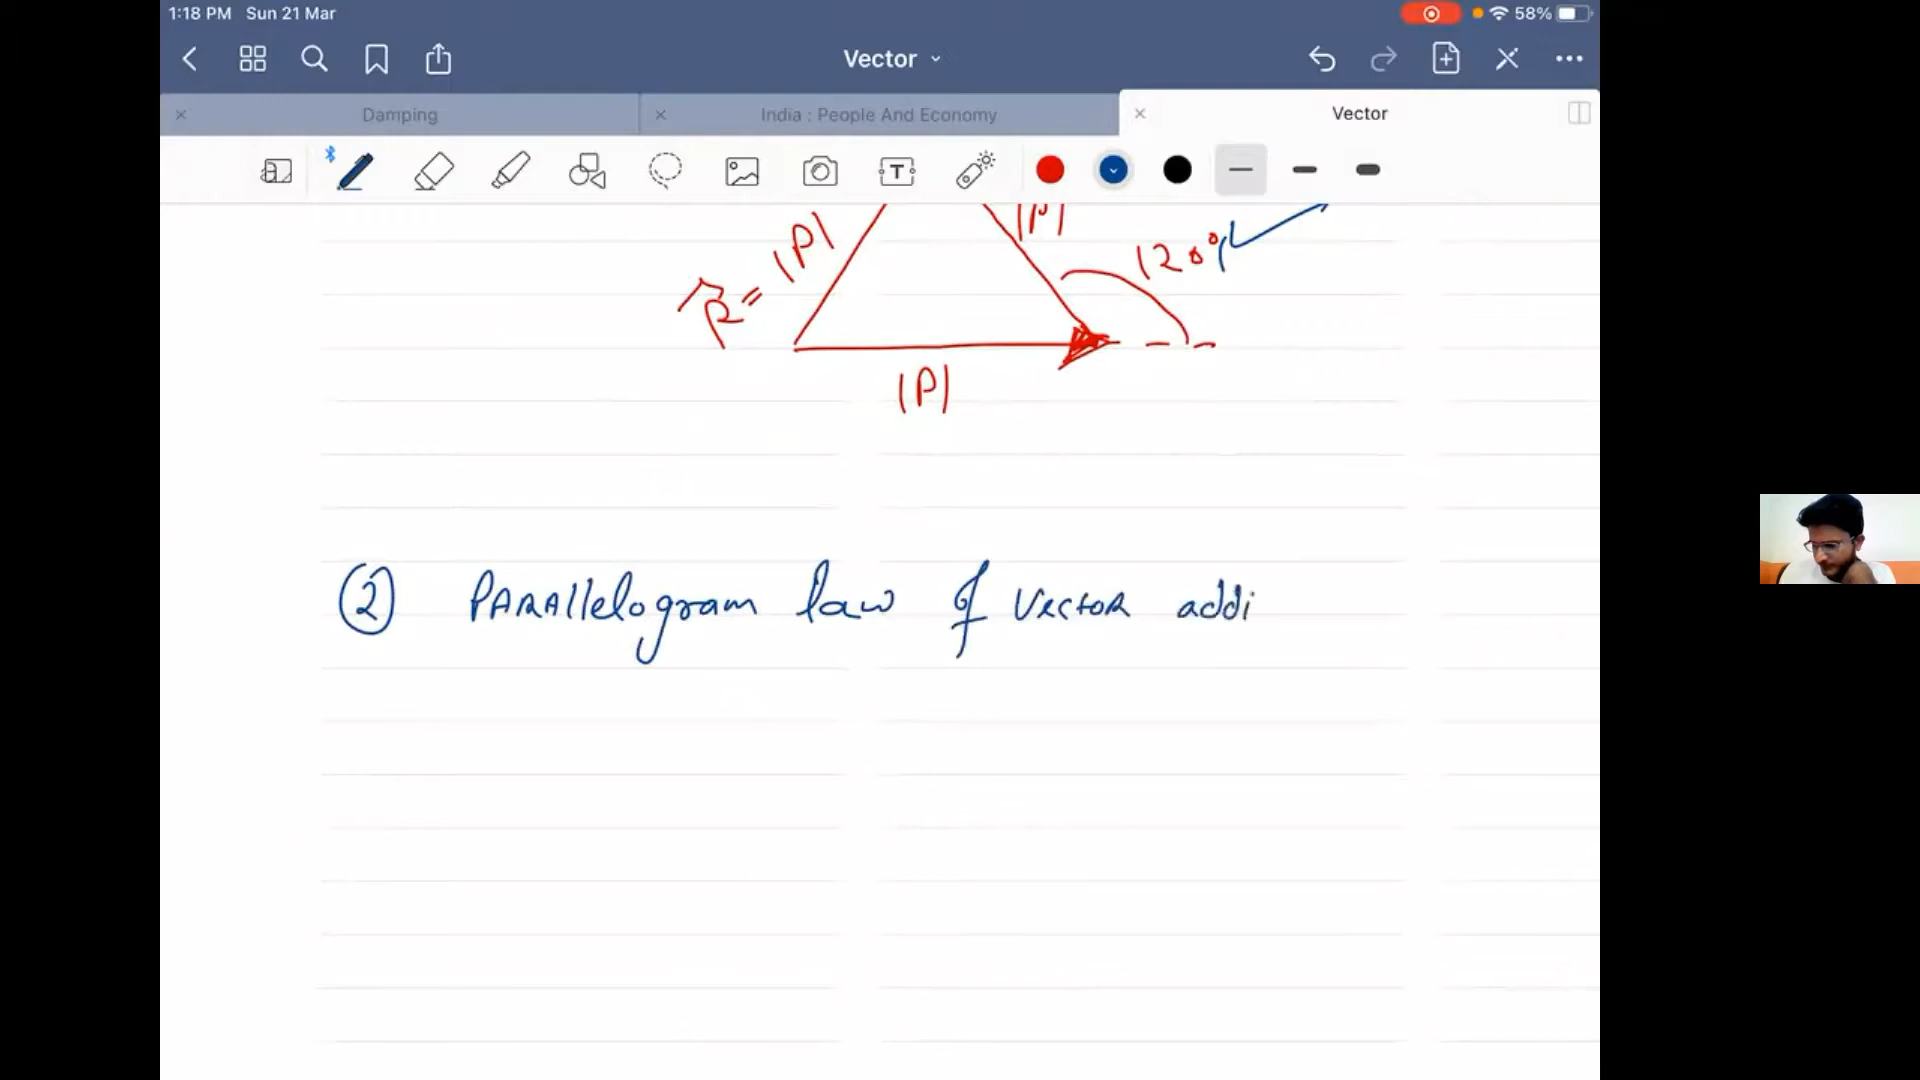 1:18 PM Sun 21 Mar
58%
Vector
Damping
India : People And Economy
Vector
T
|P|
120°
R = |P|
|P|
(2) PARAllelogram law of VECTOR addi